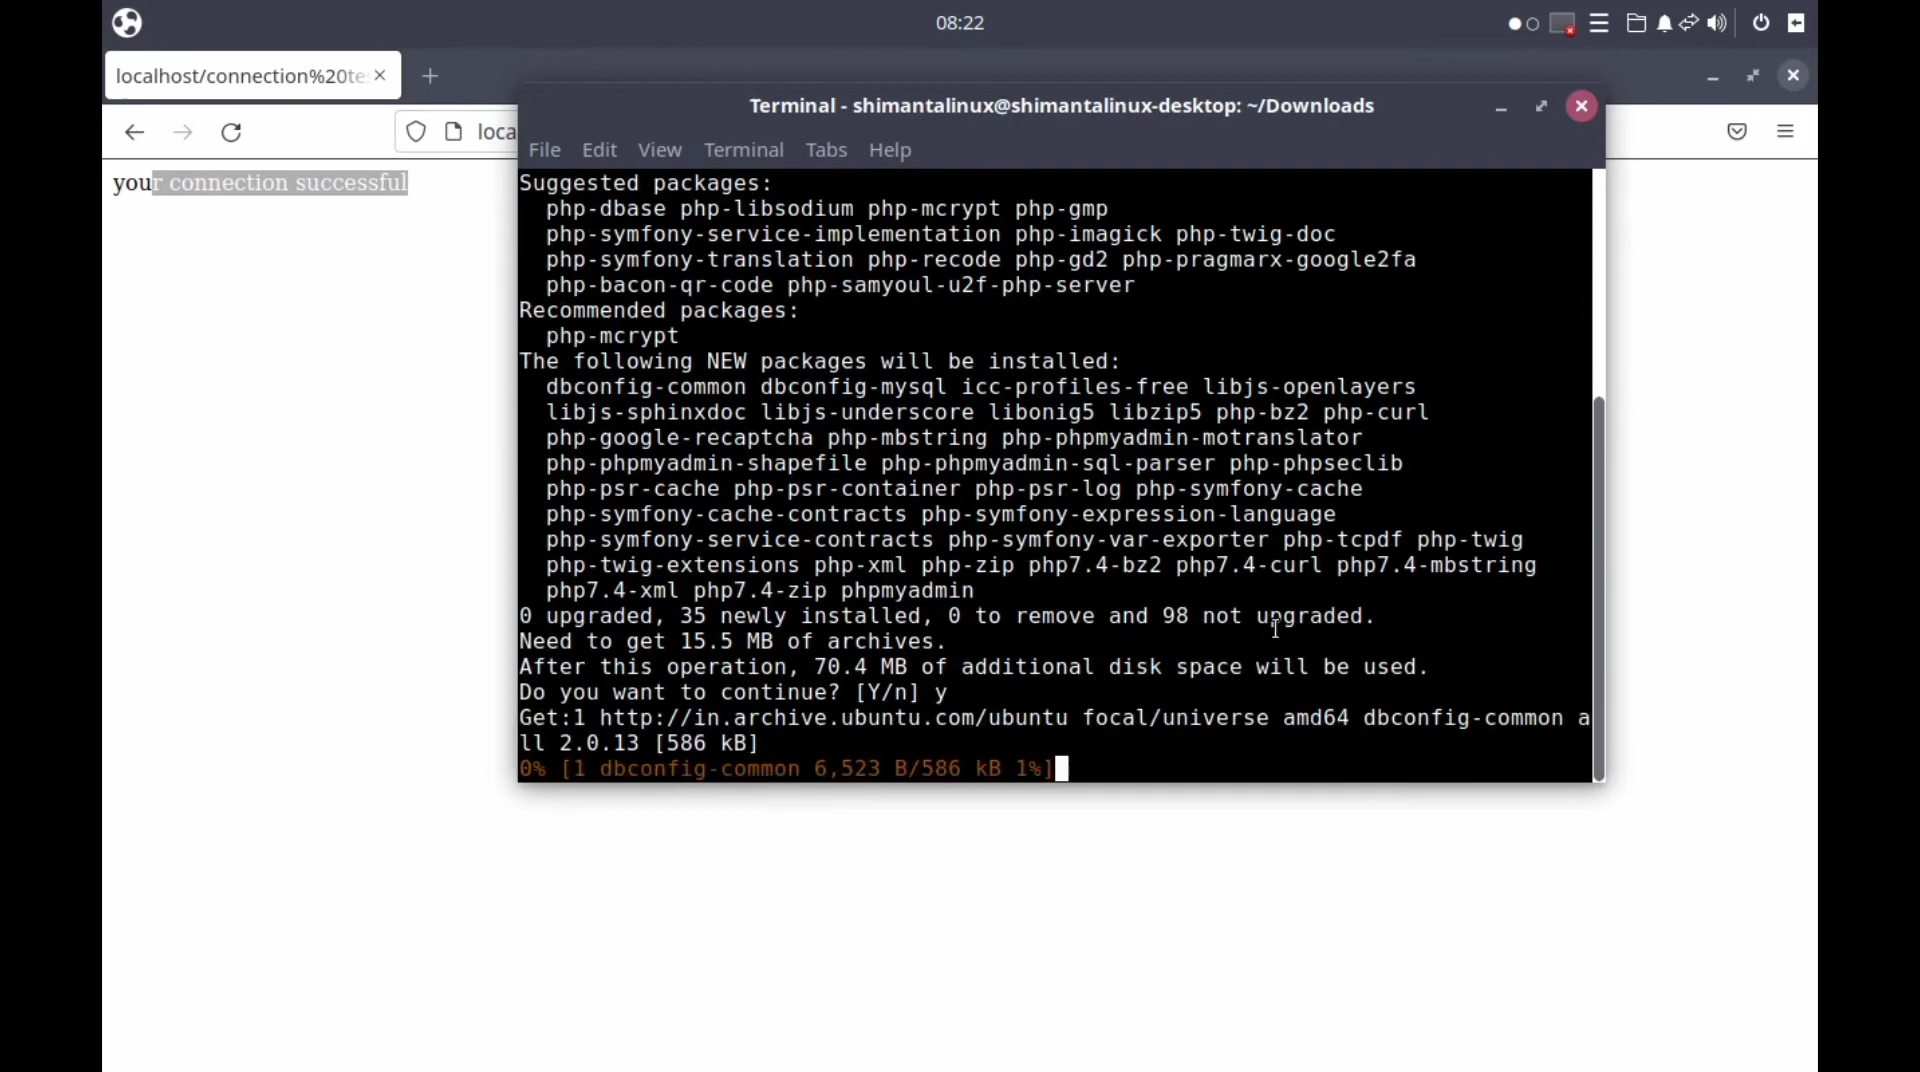 08:22
localhost/connection%20te
Terminal - shimantalinux@shimantalinux-desktop: ~/Downloads
loca
File Edit View Terminal Tabs Help
your connection successful
Suggested packages:
php-dbase php-libsodium php-mcrypt php-gmp
php-symfony-service-implementation php-imagick php-twig-doc
php-symfony-translation php-recode php-gd2 php-pragmarx-google2fa
php-bacon-qr-code php-samyoul-u2f-php-server
Recommended packages:
php-mcrypt
The following NEW packages will be installed:
dbconfig-common dbconfig-mysql icc-profiles-free libjs-openlayers
libjs-sphinxdoc libjs-underscore libonig5 libzip5 php-bz2 php-curl
php-google-recaptcha php-mbstring php-phpmyadmin-motranslator
php-phpmyadmin-shapefile php-phpmyadmin-sql-parser php-phpseclib
php-psr-cache php-psr-container php-psr-log php-symfony-cache
php-symfony-cache-contracts php-symfony-expression-language
php-symfony-service-contracts php-symfony-var-exporter php-tcpdf php-twig
php-twig-extensions php-xml php-zip php7.4-bz2 php7.4-curl php7.4-mbstring
php7.4-xml php7.4-zip phpmyadmin
0 upgraded, 35 newly installed, 0 to remove and 98 not upgraded.
Need to get 15.5 MB of archives.
After this operation, 70.4 MB of additional disk space will be used.
Do you want to continue? [Y/n] y
Get:1 http://in.archive.ubuntu.com/ubuntu focal/universe amd64 dbconfig-common a
ll 2.0.13 [586 kB]
0% [1 dbconfig-common 6,523 B/586 kB 1%]